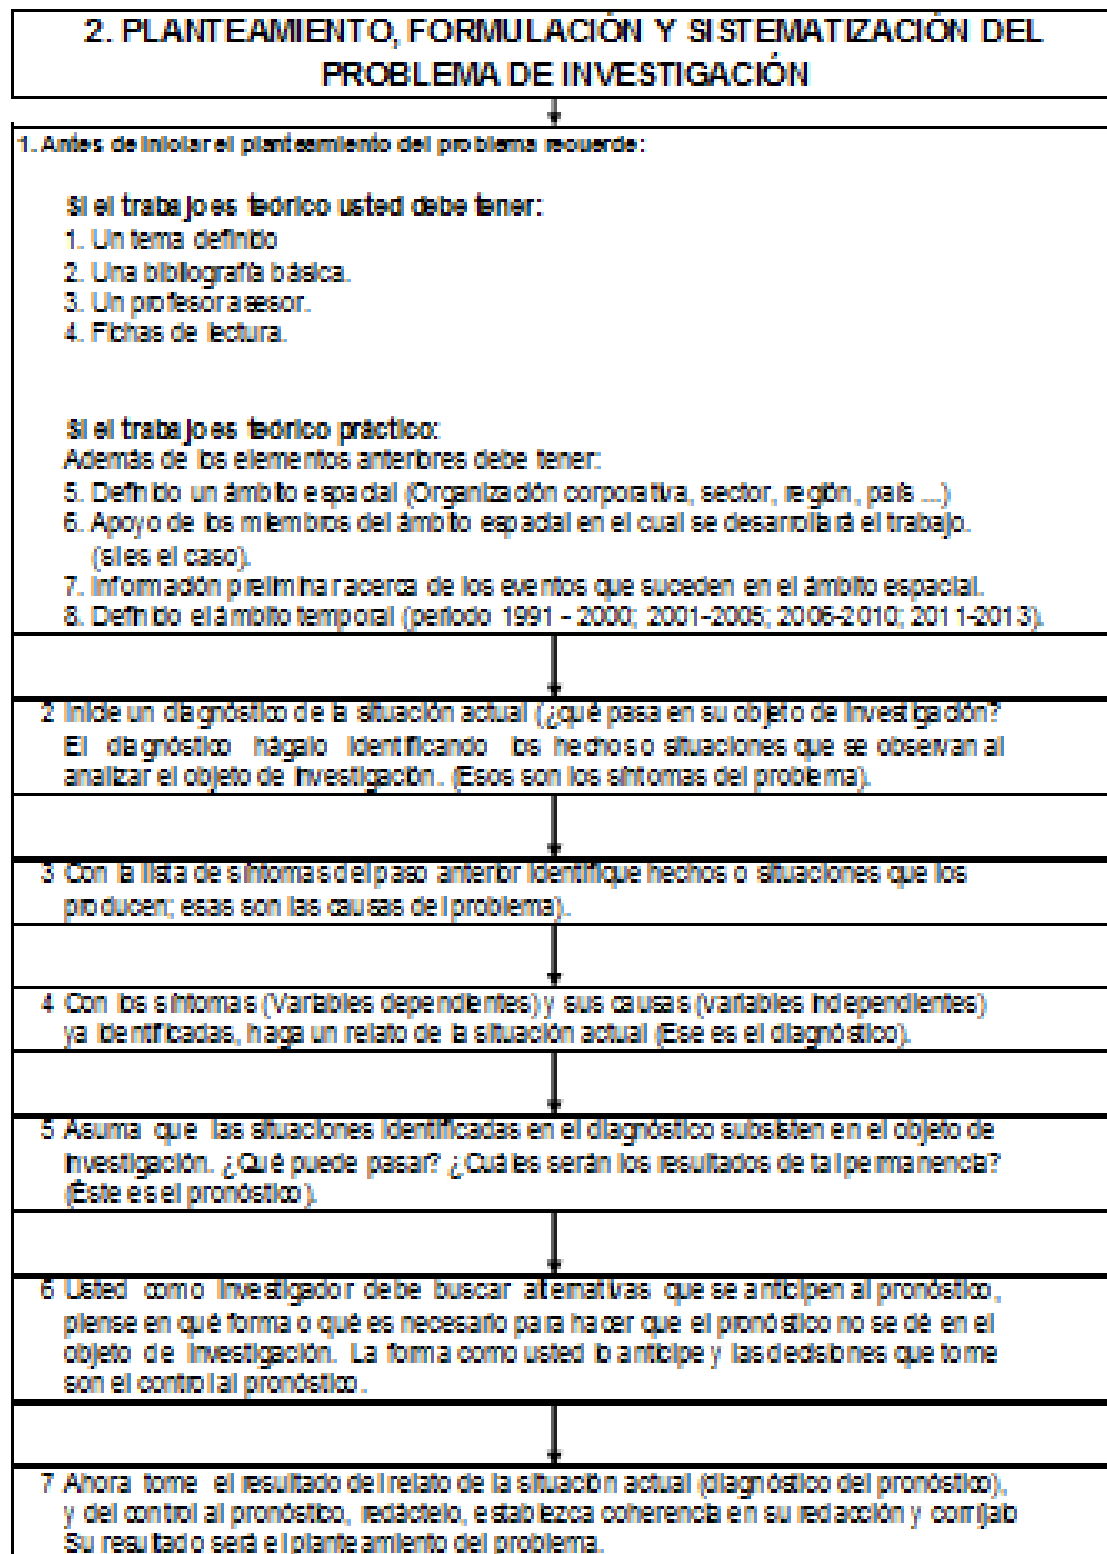 2. PLANTEAMIENTO, FORMULACIÓN Y SISTEMATIZACIÓN DEL
PROBLEMA DE INVESTIGACIÓN
1. Antes de iniciar el planteamiento del problema recuerde:
Si el trabajo es teórico usted debe tener:
1. Un tema definido
2. Una bibliografía básica.
3. Un profesor asesor.
4. Fichas de lectura.
Si el trabajo es teórico práctico:
Además de los elementos anteriores debe tener:
5. Definido un ámbito espacial (Organización corporativa, sector, región, país ...)
6. Apoyo de los miembros del ámbito espacial en el cual se desarrollará el trabajo.
(si es el caso).
7. Información preliminar acerca de los eventos que suceden en el ámbito espacial.
8. Definido el ámbito temporal (período 1991 - 2000; 2001-2005; 2006-2010; 2011-2013).
2 Inicie un diagnóstico de la situación actual (¿qué pasa en su objeto de investigación?
El diagnóstico hágalo identificando los hechos o situaciones que se observan al
analizar el objeto de investigación. (Esos son los síntomas del problema).
3 Con la lista de síntomas del paso anterior identifique hechos o situaciones que los
producen; esas son las causas del problema).
4 Con los síntomas (Variables dependientes) y sus causas (variables independientes)
ya identificadas, haga un relato de la situación actual (Ese es el diagnóstico).
5 Asuma que las situaciones identificadas en el diagnóstico subsisten en el objeto de
investigación. ¿Qué puede pasar? ¿Cuáles serán los resultados de tal permanencia?
(Éste es el pronóstico).
6 Usted como investigador debe buscar alternativas que se anticipen al pronóstico,
piense en qué forma o qué es necesario para hacer que el pronóstico no se dé en el
objeto de investigación. La forma como usted lo anticipe y las decisiones que tome
son el control al pronóstico.
7 Ahora tome el resultado del relato de la situación actual (diagnóstico del pronóstico),
y del control al pronóstico, redáctelo, establezca coherencia en su redacción y corríjalo
Su resultado será el planteamiento del problema.